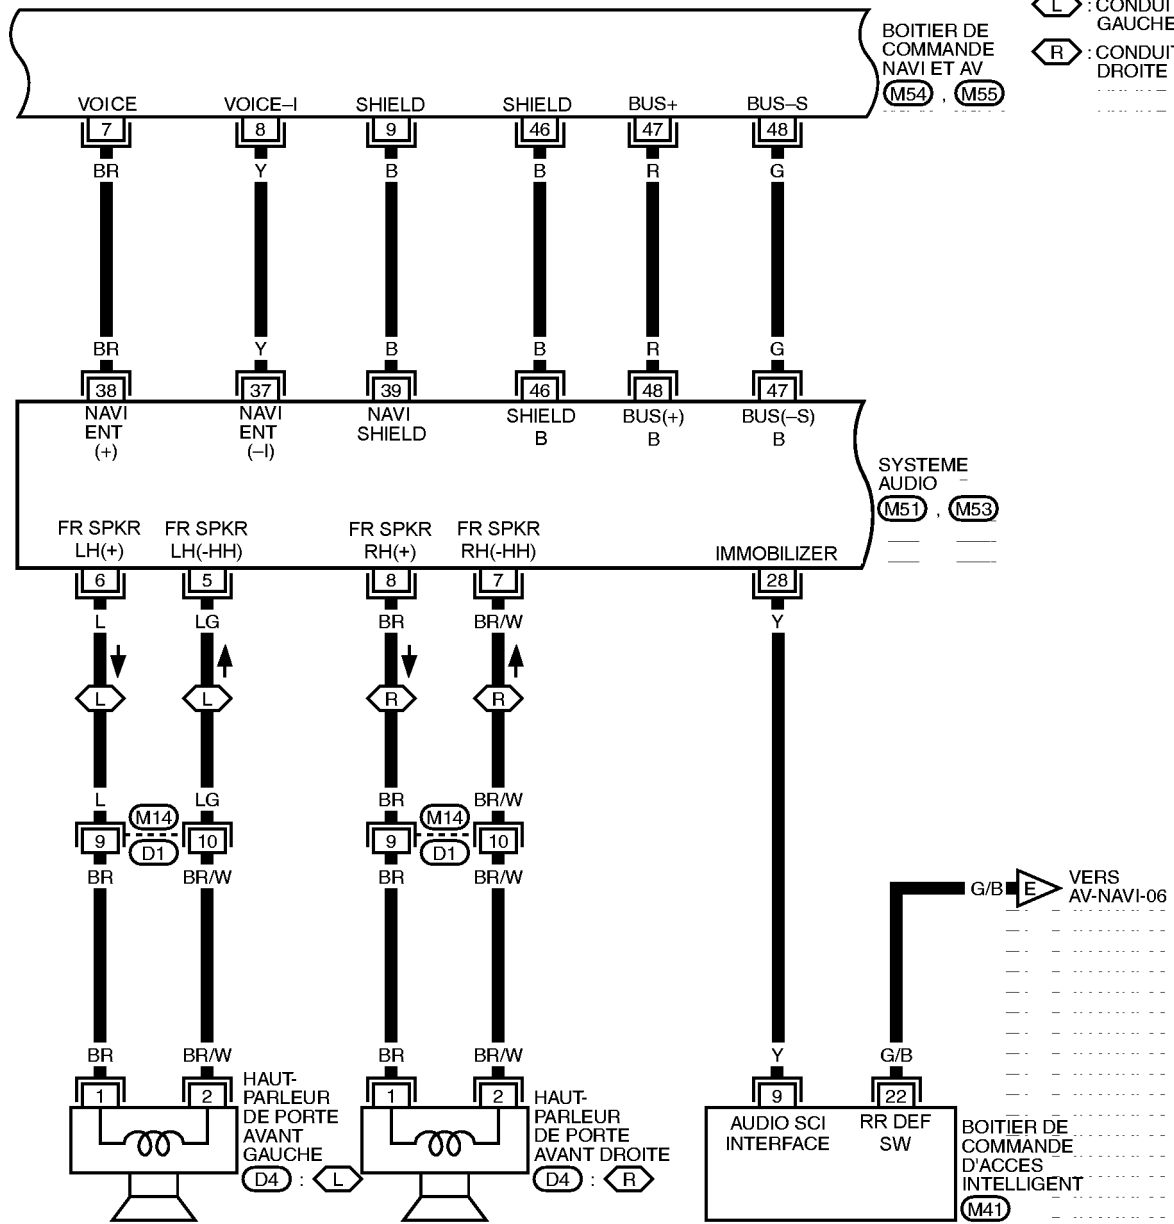 L : CONDUI
GAUCHE
R : CONDUI
DROITE
BOITIER DE
COMMANDE
NAVI ET AV
M54 , M55
VOICE VOICE–I SHIELD SHIELD BUS+ BUS–S
7 8 9 46 47 48
BR Y B B R G
BR Y B B R G
38 37 39 46 48 47
NAVI NAVI NAVI SHIELD BUS(+) BUS(–S)
ENT ENT SHIELD B B B
(+) (–I)
SYSTEME
AUDIO
M51 , M53
FR SPKR FR SPKR FR SPKR FR SPKR
LH(+) LH(-HH) RH(+) RH(-HH) IMMOBILIZER
6 5 8 7 28
L LG BR BR/W Y
L L R R
L LG BR BR/W
M14 M14
9 10 9 10
D1 D1
BR BR/W BR BR/W
G/B E VERS
AV-NAVI-06
BR BR/W BR BR/W Y G/B
1 2 1 2 9 22
HAUT-
PARLEUR
DE PORTE
AVANT
GAUCHE
D4 : L
HAUT-
PARLEUR
DE PORTE
AVANT DROITE
D4 : R
AUDIO SCI RR DEF
INTERFACE SW
BOITIER DE
COMMANDE
D'ACCES
INTELLIGENT
M41